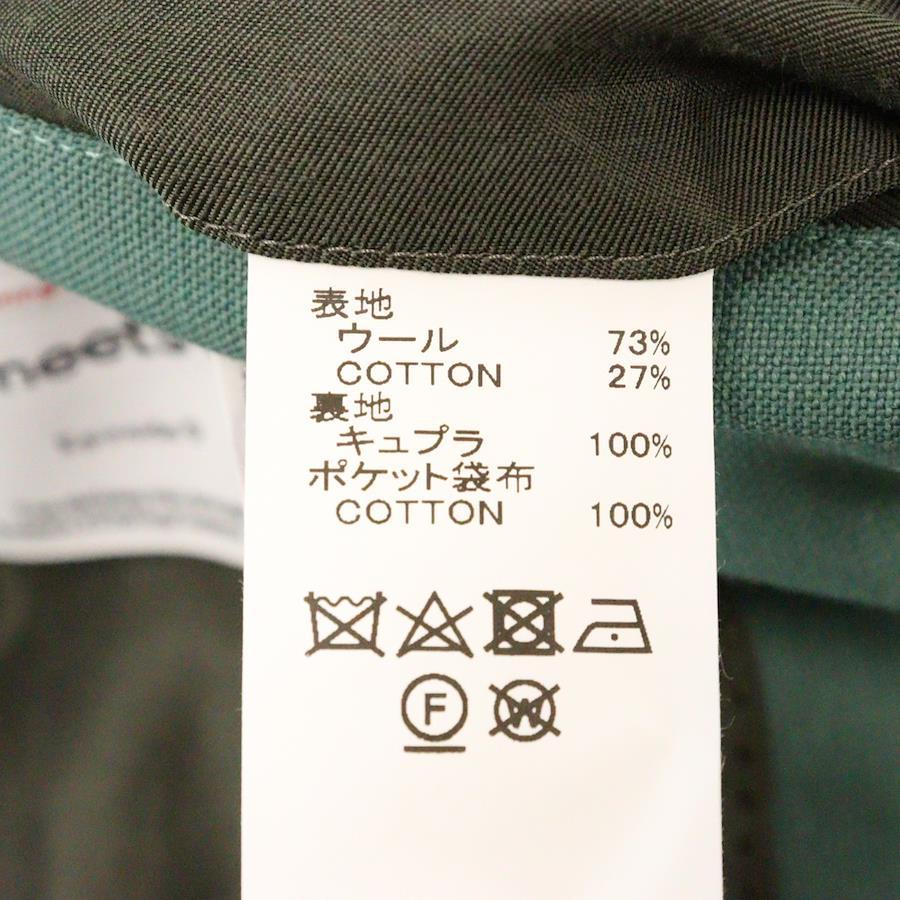 表地
ウール 73%
COTTON 27%
裏地
キュプラ 100%
ポケット袋布
COTTON 100%
F W